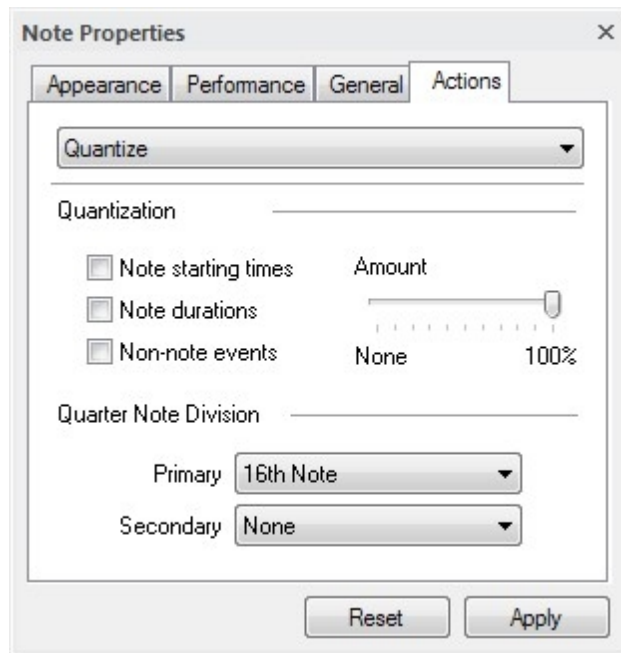 Note Properties
Appearance Performance General Actions
Quantize
Quantization
Note starting times Amount
Note durations
Non-note events None 100%
Quarter Note Division
Primary 16th Note
Secondary None
Reset Apply